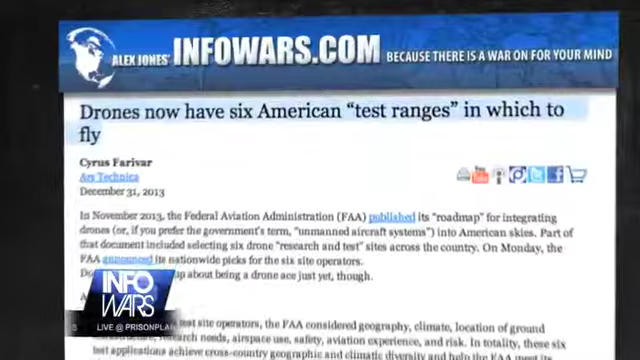 ALEX JONES' INFOWARS.COM BECAUSE THERE IS A WAR ON FOR YOUR MIND
Drones now have six American “test ranges” in which to
fly
Cyrus Farivar
Ars Technica
December 31, 2013
In November 2013, the Federal Aviation Administration (FAA) published its “roadmap” for integrating
drones (or, if you prefer the government's term, “unmanned aircraft systems”) into American skies. Part of
that document included selecting six drone “research and test” sites across the country. On Monday, the
FAA announced its nationwide picks for the six site operators.
up about being a drone ace just yet, though.
test site operators, the FAA considered geography, climate, location of ground
research needs, airspace use, safety, aviation experience, and risk. In totality, these six
test applications achieve cross-country geographic and climatic diversity and help the FAA meet its
INFO
WARS
LIVE @ PRISONPLAN